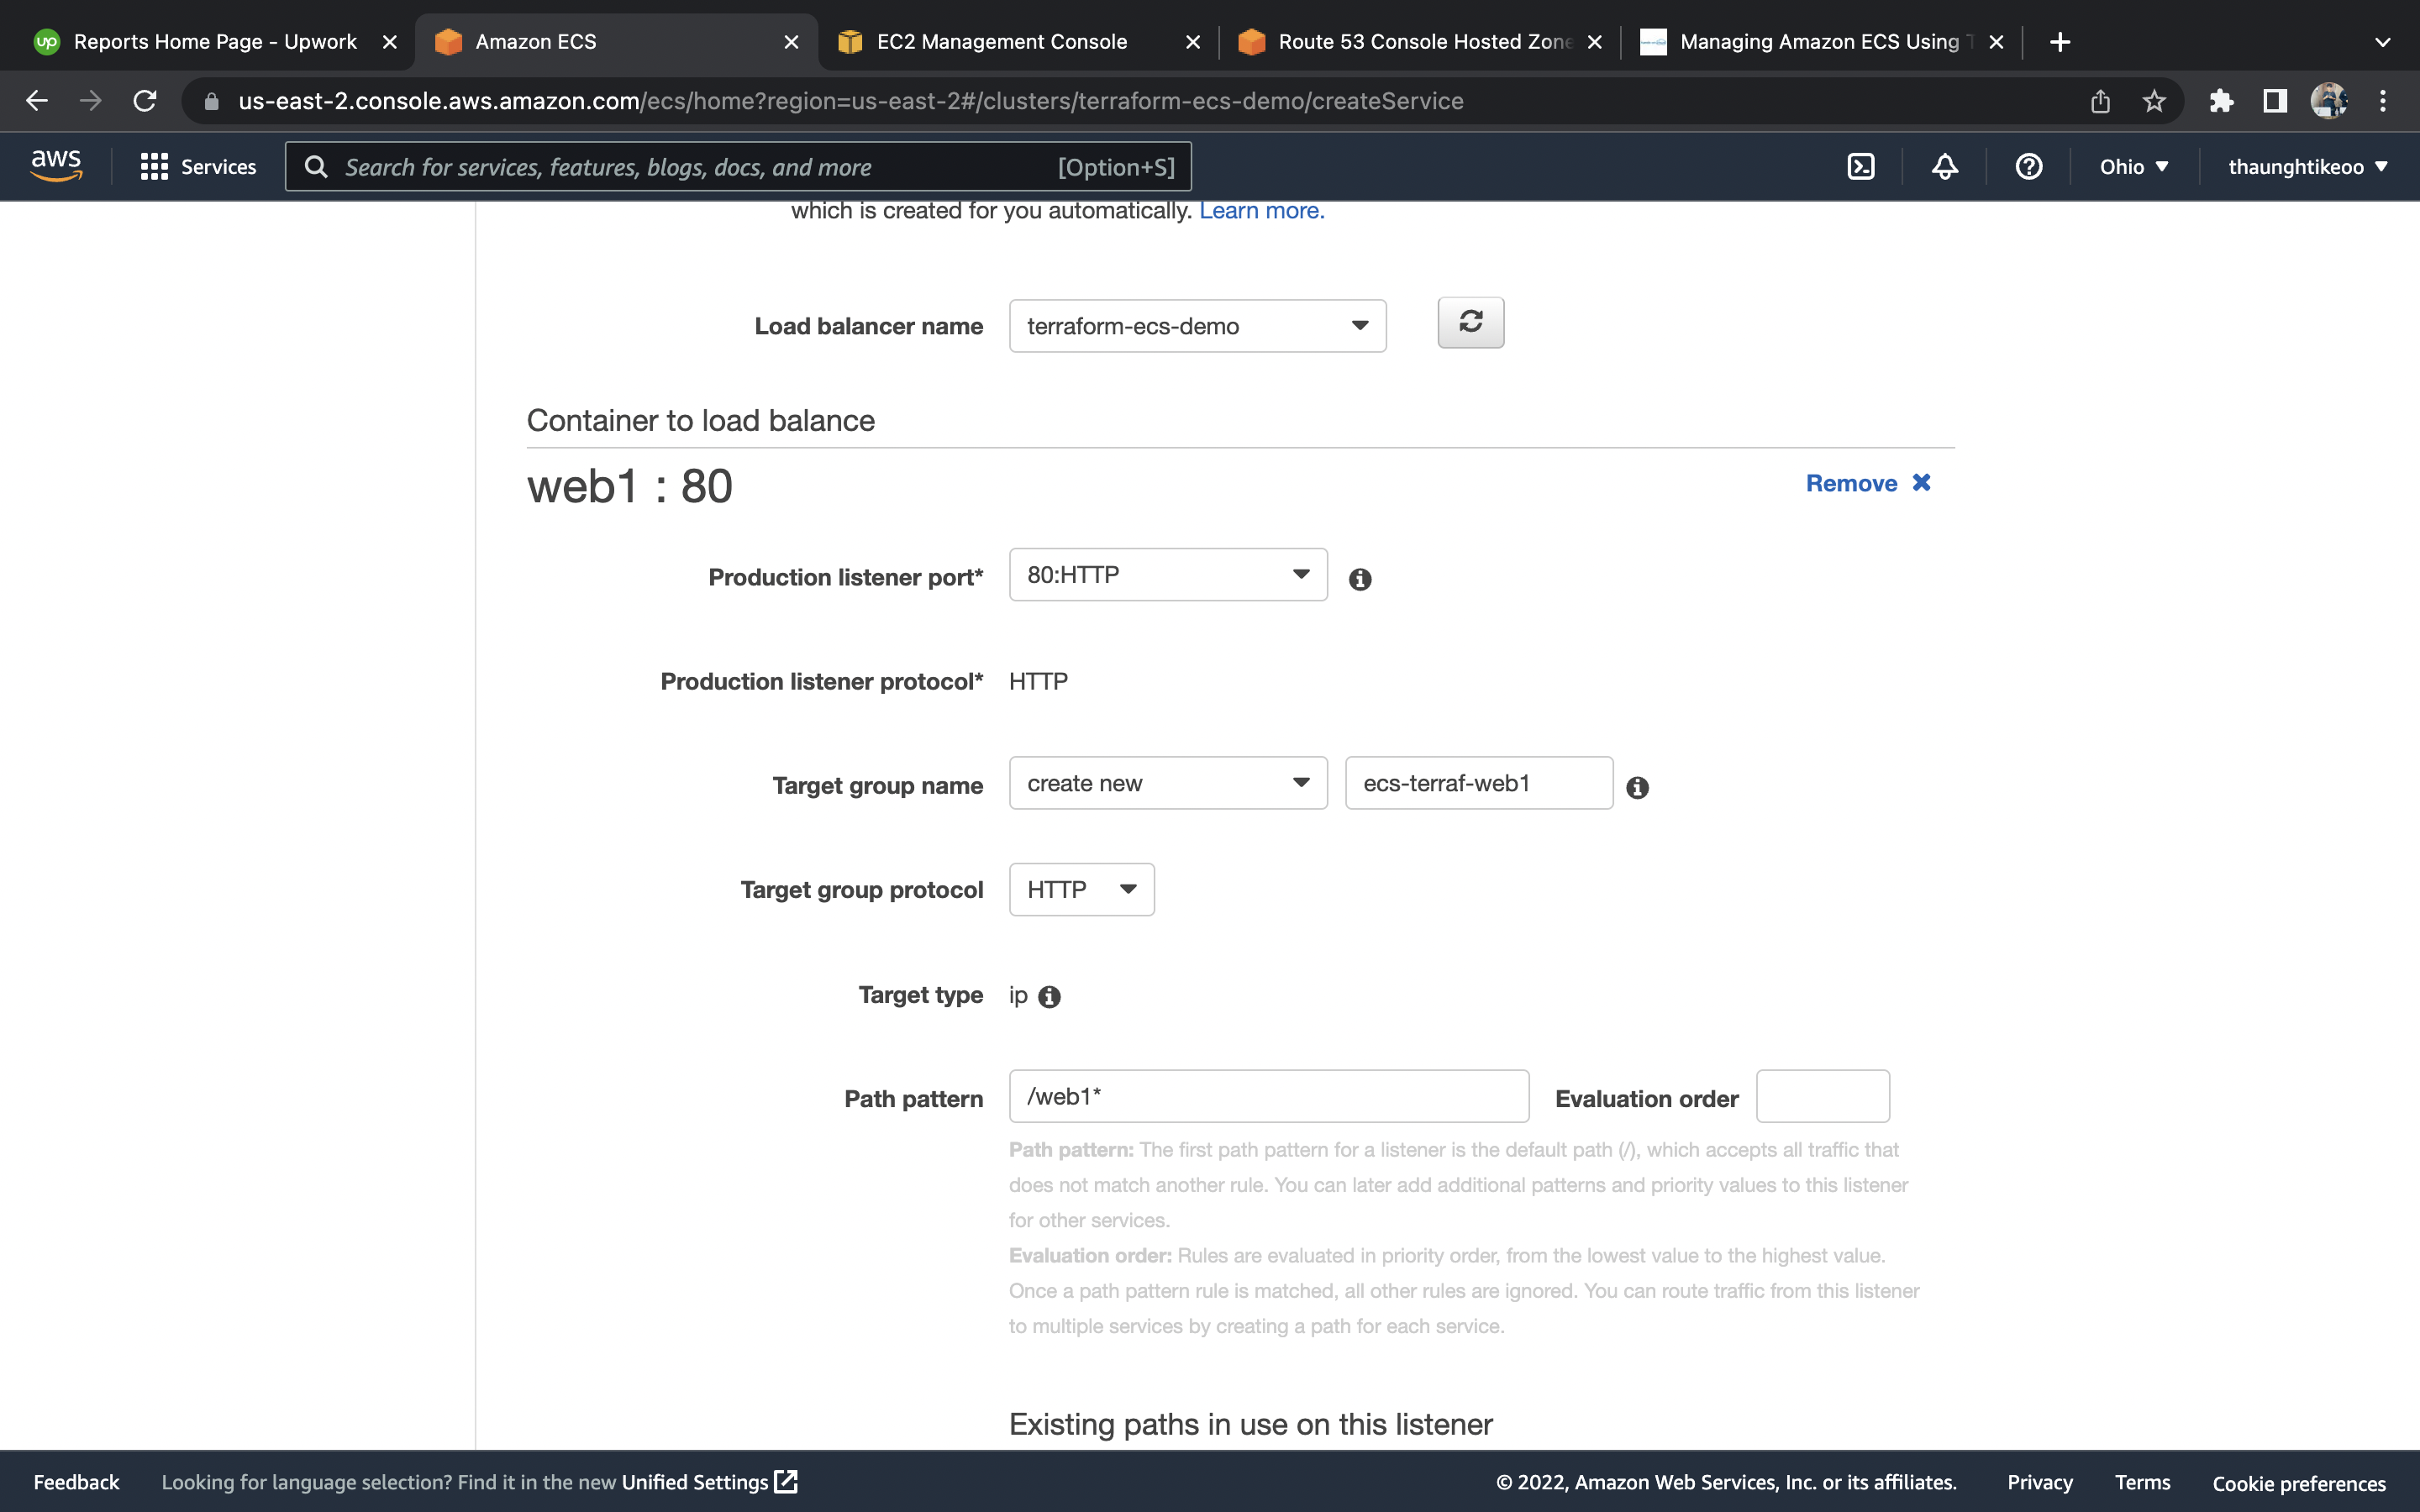 Reports Home Page - Upwork
Amazon ECS
EC2 Management Console
Route 53 Console Hosted Zone
Managing Amazon ECS Using T
us-east-2.console.aws.amazon.com/ecs/home?region=us-east-2#/clusters/terraform-ecs-demo/createService
aws
Services
Search for services, features, blogs, docs, and more
[Option+S]
Ohio
thaunghtikeoo
which is created for you automatically. Learn more.
Load balancer name
terraform-ecs-demo
Container to load balance
web1 : 80
Remove
Production listener port*
80:HTTP
Production listener protocol*
HTTP
Target group name
create new
ecs-terraf-web1
Target group protocol
HTTP
Target type
ip
Path pattern
/web1*
Evaluation order
Path pattern: The first path pattern for a listener is the default path (/), which accepts all traffic that
does not match another rule. You can later add additional patterns and priority values to this listener
for other services.
Evaluation order: Rules are evaluated in priority order, from the lowest value to the highest value.
Once a path pattern rule is matched, all other rules are ignored. You can route traffic from this listener
to multiple services by creating a path for each service.
Existing paths in use on this listener
Feedback
Looking for language selection? Find it in the new Unified Settings
© 2022, Amazon Web Services, Inc. or its affiliates.
Privacy
Terms
Cookie preferences